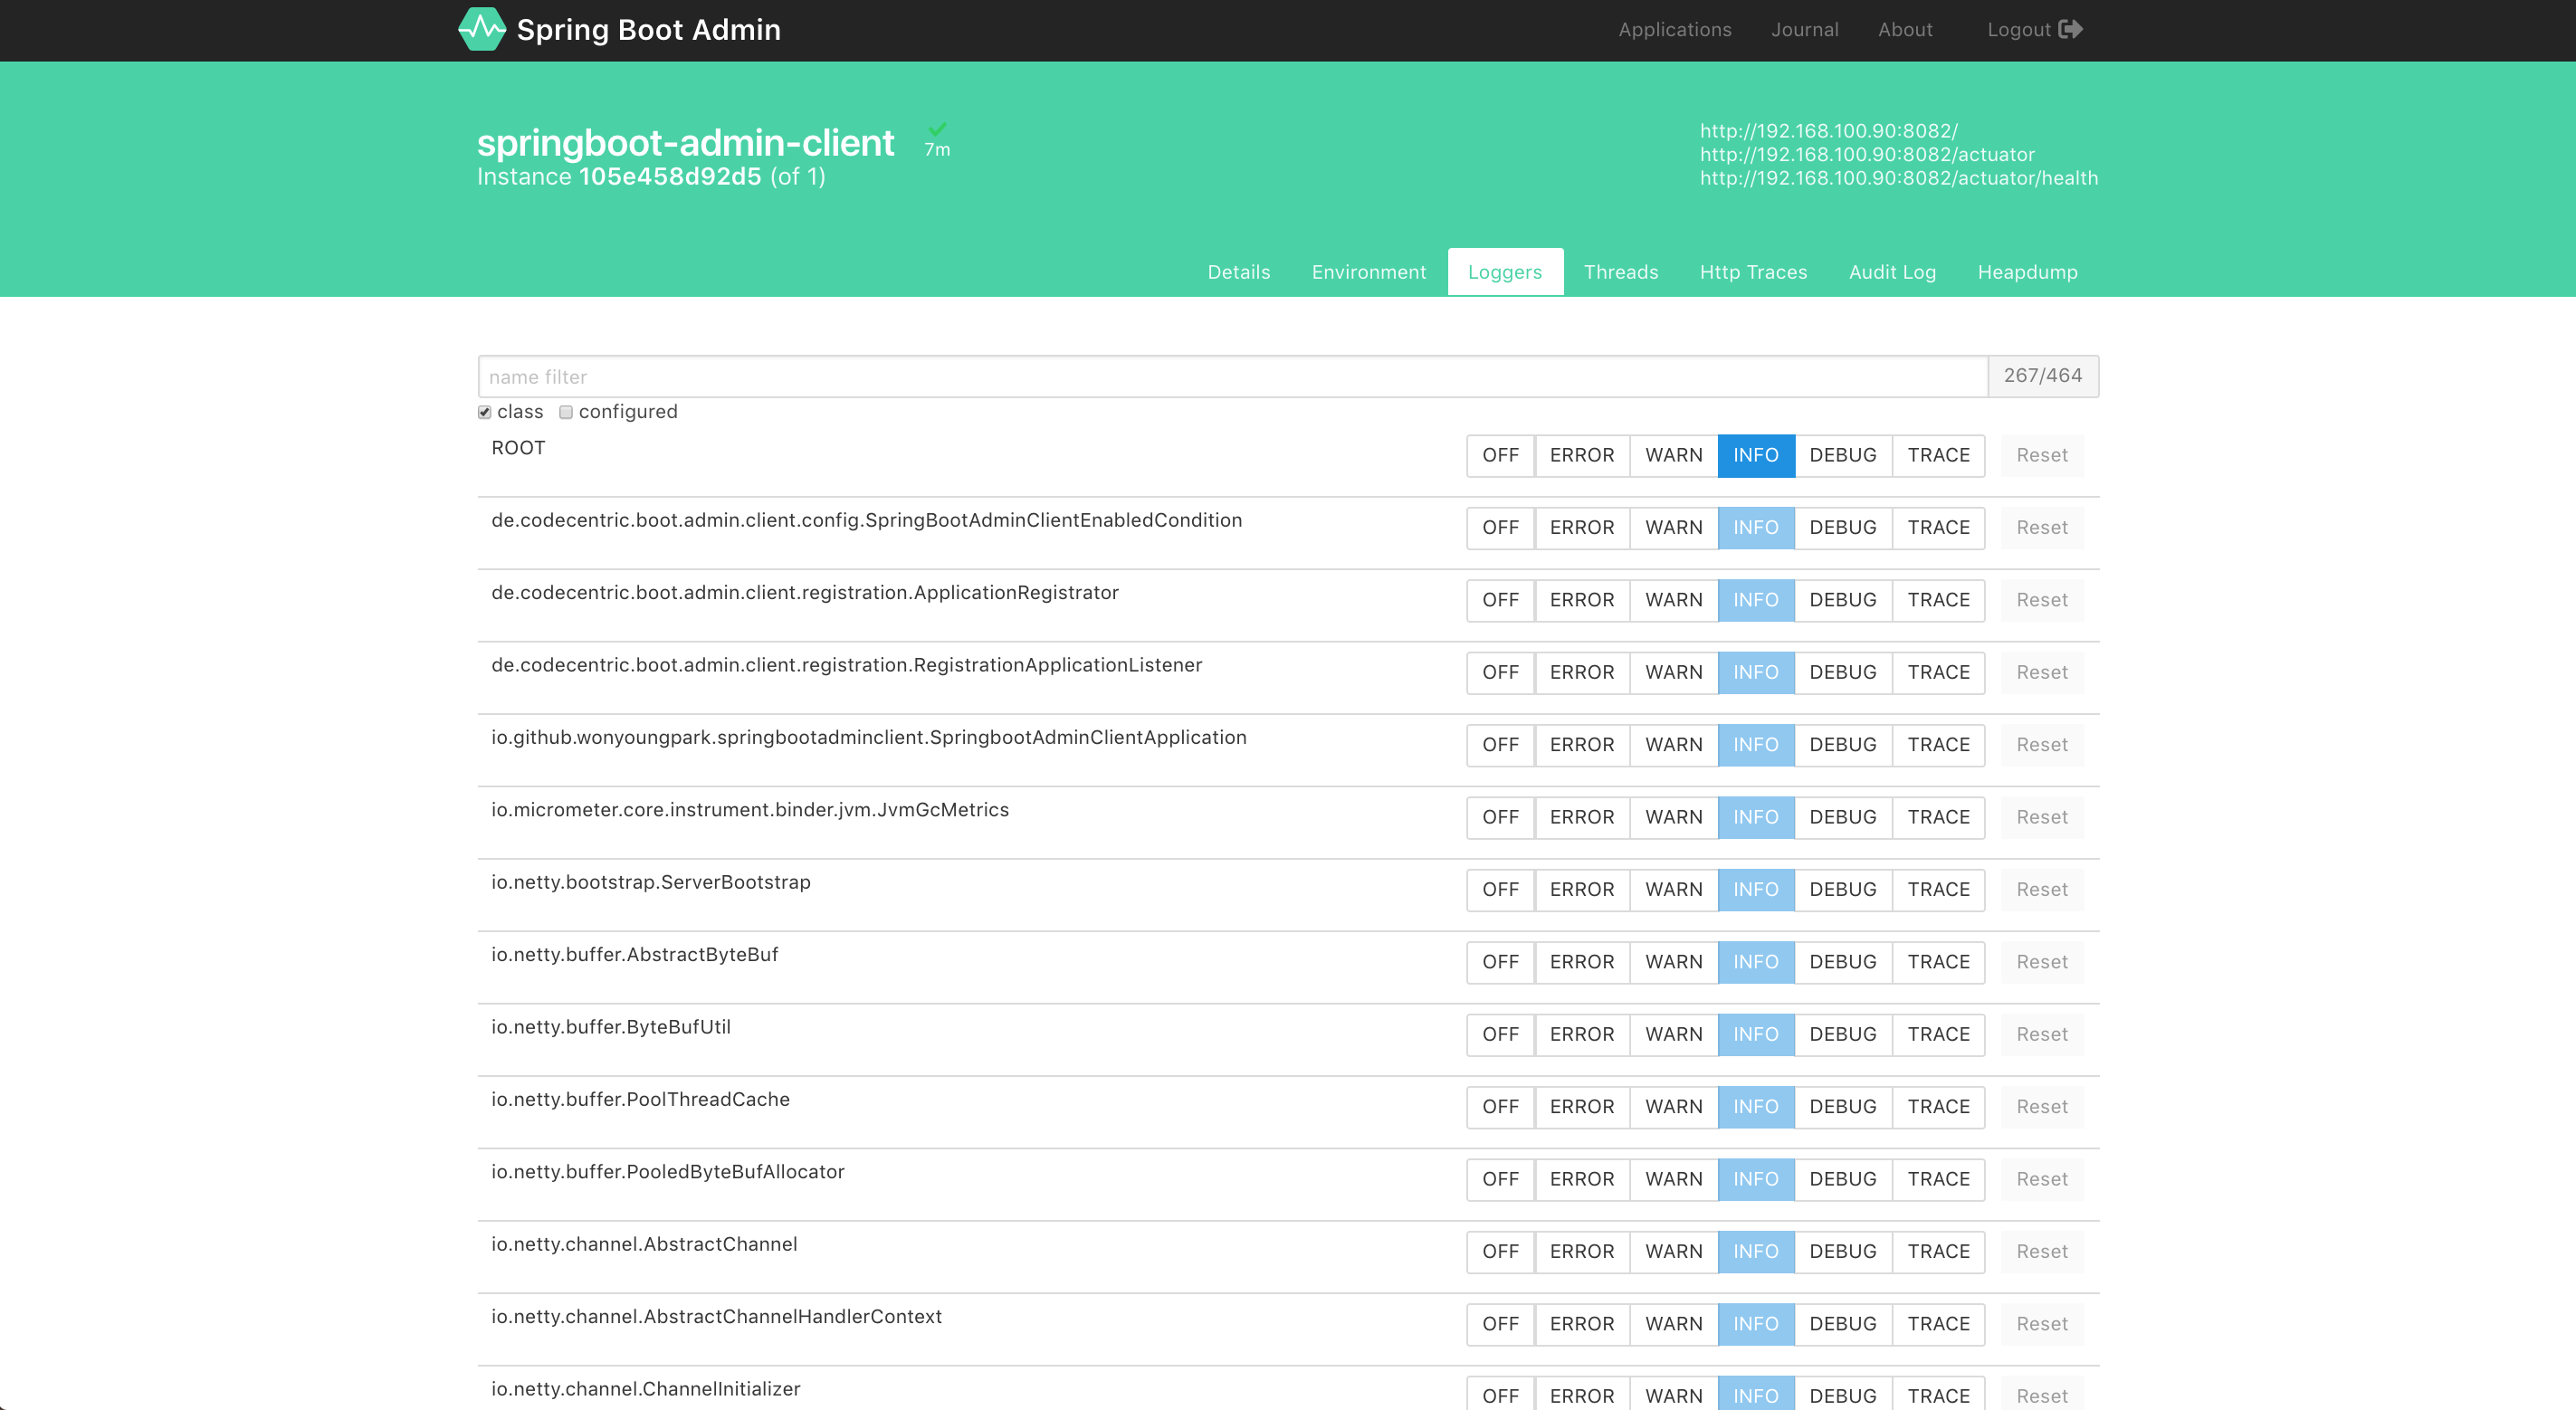 Spring Boot Admin
Applications Journal About Logout
springboot-admin-client
7m
Instance 105e458d92d5 (of 1)
http://192.168.100.90:8082/
http://192.168.100.90:8082/actuator
http://192.168.100.90:8082/actuator/health
Details Environment Loggers Threads Http Traces Audit Log Heapdump
name filter 267/464
class configured
ROOT OFF ERROR WARN INFO DEBUG TRACE Reset
de.codecentric.boot.admin.client.config.SpringBootAdminClientEnabledCondition OFF ERROR WARN INFO DEBUG TRACE Reset
de.codecentric.boot.admin.client.registration.ApplicationRegistrator OFF ERROR WARN INFO DEBUG TRACE Reset
de.codecentric.boot.admin.client.registration.RegistrationApplicationListener OFF ERROR WARN INFO DEBUG TRACE Reset
io.github.wonyoungpark.springbootadminclient.SpringbootAdminClientApplication OFF ERROR WARN INFO DEBUG TRACE Reset
io.micrometer.core.instrument.binder.jvm.JvmGcMetrics OFF ERROR WARN INFO DEBUG TRACE Reset
io.netty.bootstrap.ServerBootstrap OFF ERROR WARN INFO DEBUG TRACE Reset
io.netty.buffer.AbstractByteBuf OFF ERROR WARN INFO DEBUG TRACE Reset
io.netty.buffer.ByteBufUtil OFF ERROR WARN INFO DEBUG TRACE Reset
io.netty.buffer.PoolThreadCache OFF ERROR WARN INFO DEBUG TRACE Reset
io.netty.buffer.PooledByteBufAllocator OFF ERROR WARN INFO DEBUG TRACE Reset
io.netty.channel.AbstractChannel OFF ERROR WARN INFO DEBUG TRACE Reset
io.netty.channel.AbstractChannelHandlerContext OFF ERROR WARN INFO DEBUG TRACE Reset
io.netty.channel.ChannelInitializer OFF ERROR WARN INFO DEBUG TRACE Reset